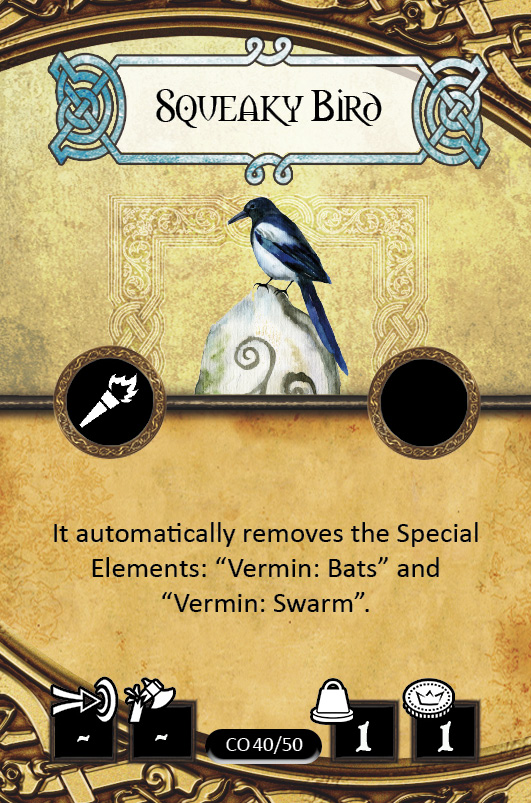 Squeaky Bird
It automatically removes the Special
Elements: “Vermin: Bats” and
“Vermin: Swarm”.
~ ~ CO 40/50 1 1